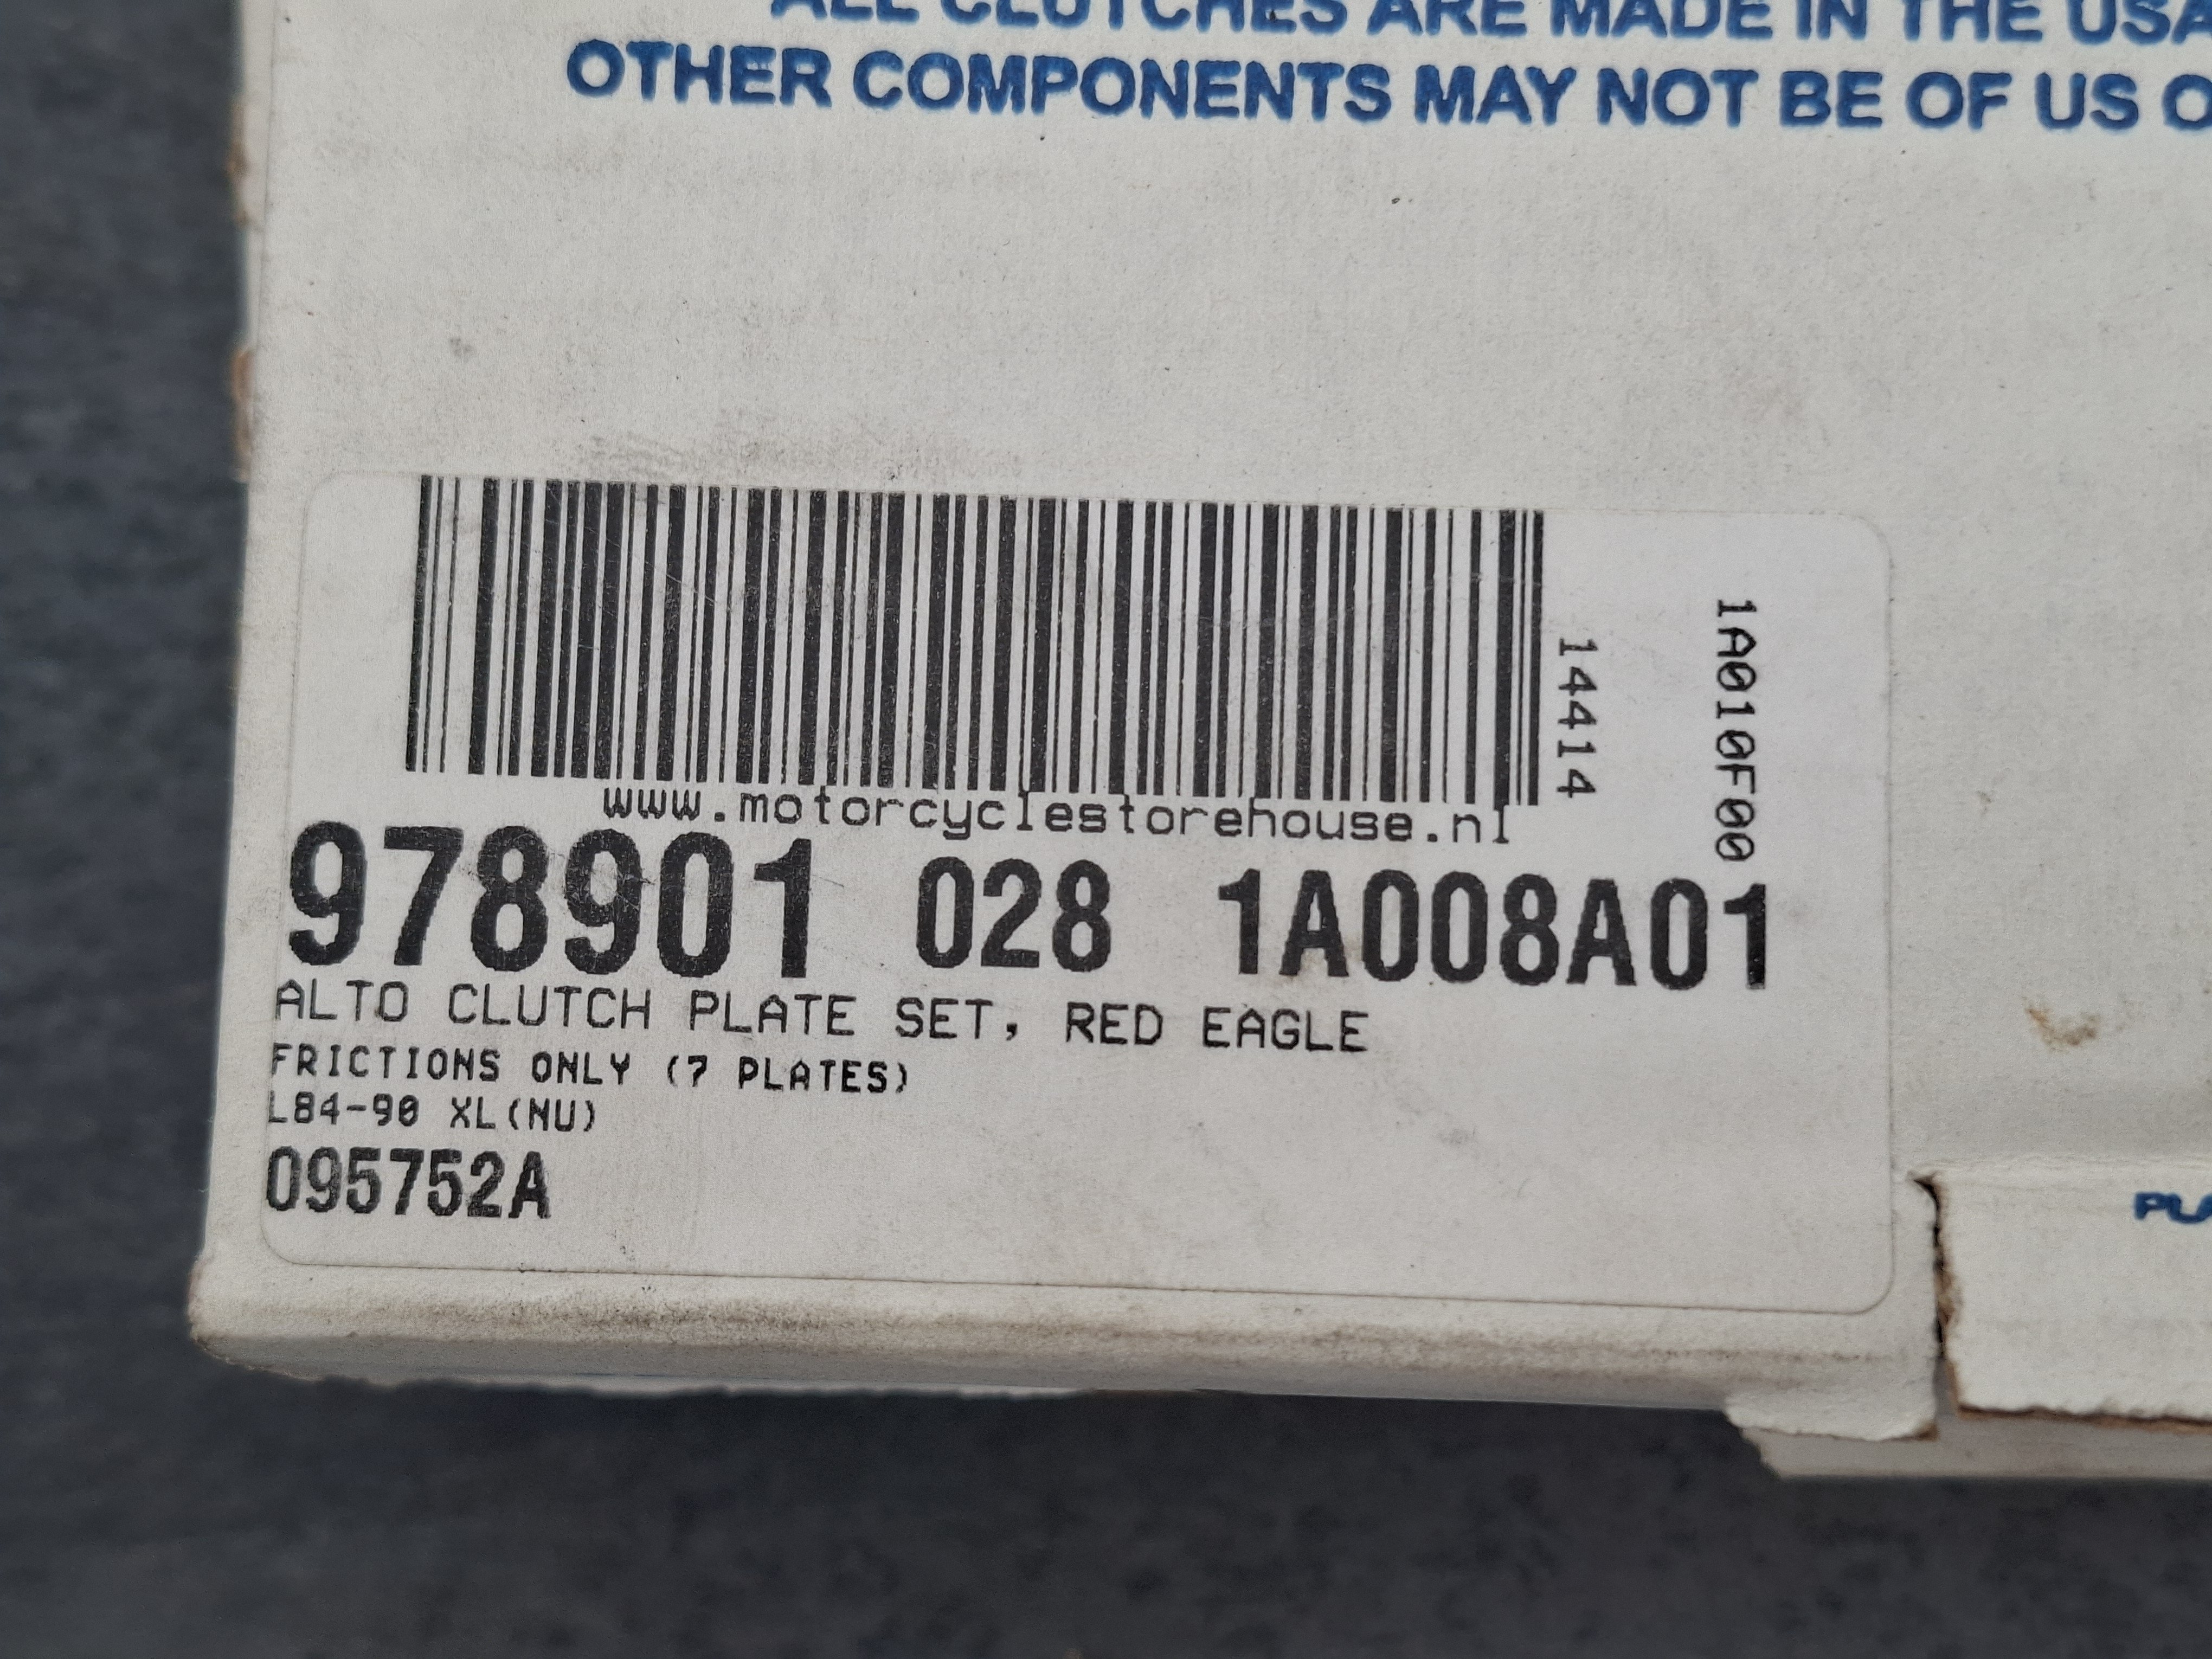 ALL CLUTCHES ARE MADE IN THE USA
OTHER COMPONENTS MAY NOT BE OF US O
www.motorcyclestorehouse.nl
14414
1A010F00
978901 028 1A008A01
ALTO CLUTCH PLATE SET, RED EAGLE
FRICTIONS ONLY (7 PLATES)
L84-90 XL(NU)
095752A
PLA